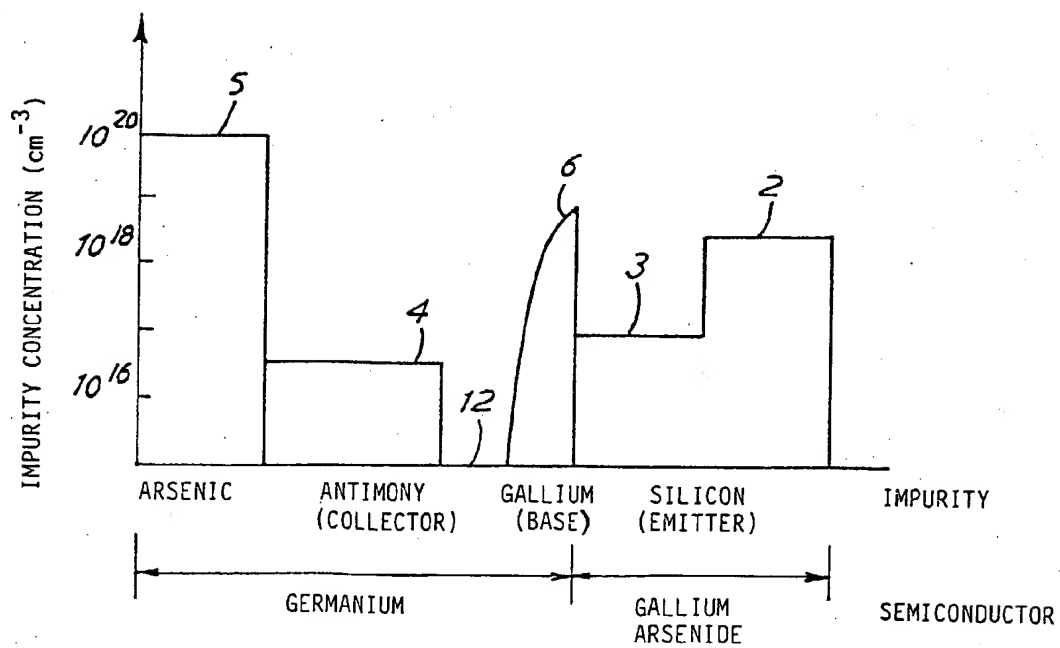 IMPURITY CONCENTRATION (cm⁻³)
10²⁰
10¹⁸
10¹⁶
5
4
12
6
3
2
ARSENIC
ANTIMONY
(COLLECTOR)
GALLIUM
(BASE)
SILICON
(EMITTER)
IMPURITY
GERMANIUM
GALLIUM
ARSENIDE
SEMICONDUCTOR